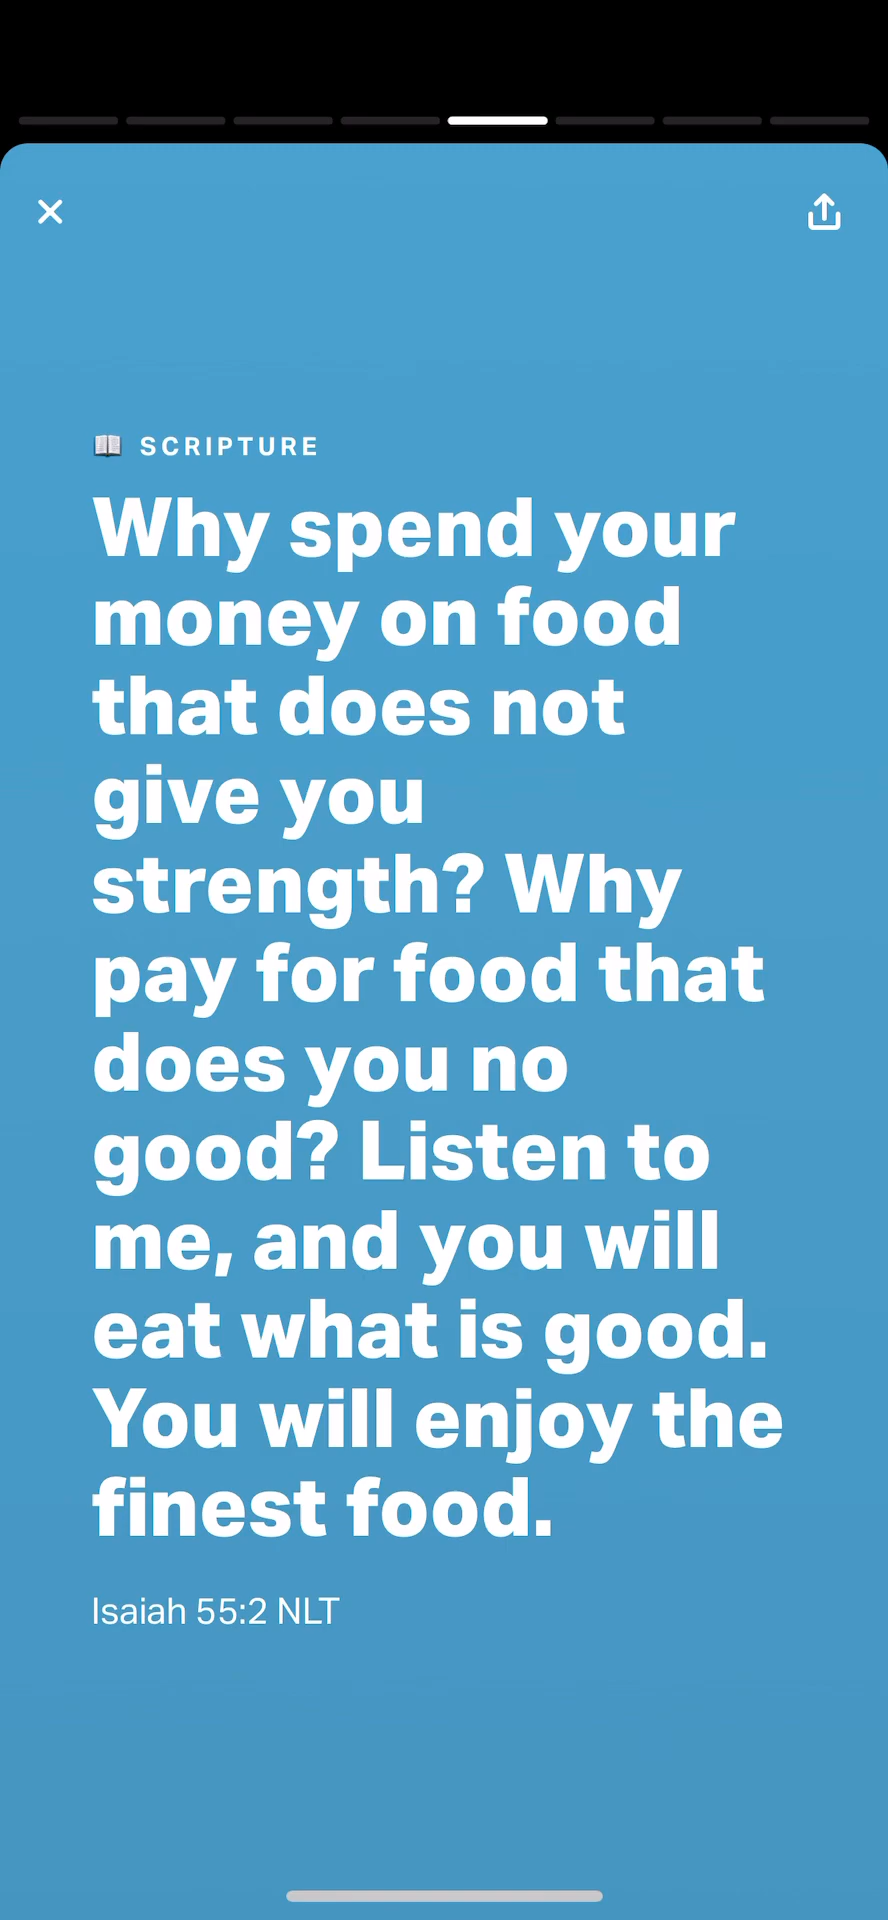 📖 SCRIPTURE
Why spend your
money on food
that does not
give you
strength? Why
pay for food that
does you no
good? Listen to
me, and you will
eat what is good.
You will enjoy the
finest food.
Isaiah 55:2 NLT